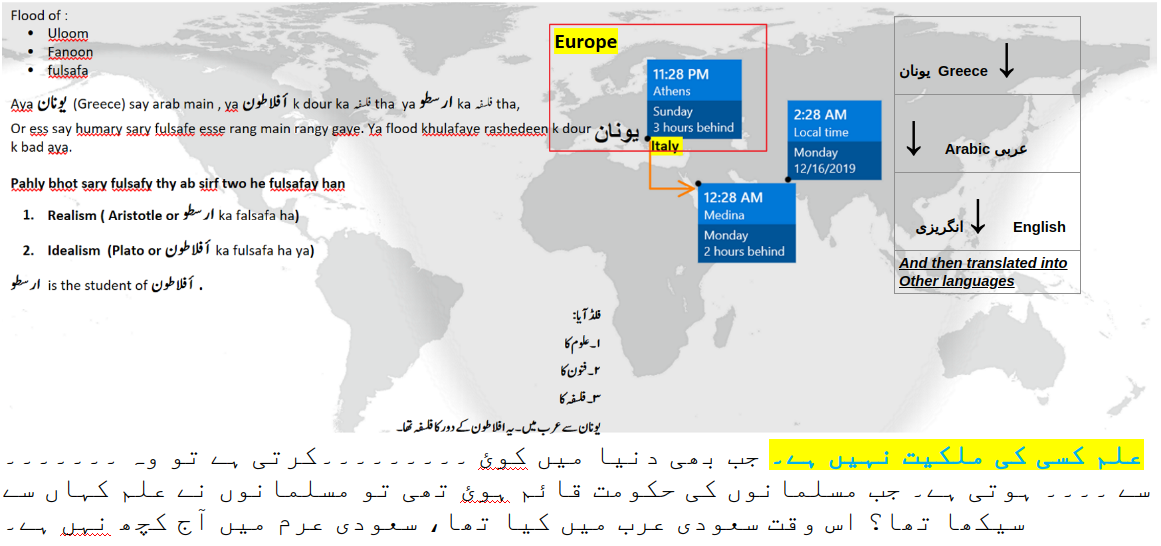 Flood of :
• Uloom
• Fanoon
• fulsafa
Aya یونان (Greece) say arab main , ya أفلاطون k dour ka فلسفہ tha ya ارسطو ka فلسفہ tha,
Or ess say humary sary fulsafe esse rang main rangy gaye. Ya flood khulafaye rashedeen k dour
k bad aya.
Pahly bhot sary fulsafy thy ab sirf two he fulsafay han
1. Realism ( Aristotle or ارسطو ka falsafa ha)
2. Idealism (Plato or أفلاطون ka fulsafa ha ya)
ارسطو is the student of أفلاطون .
Europe
11:28 PM
Athens
Sunday
3 hours behind
یونان
Italy
2:28 AM
Local time
Monday
12/16/2019
12:28 AM
Medina
Monday
2 hours behind
یونان Greece ↓
↓ Arabic عربی
انگریزی ↓ English
And then translated into
Other languages
فلڈ آیا:
۱۔علوم کا
۲۔فنون کا
۳۔فلسفہ کا
یونان سے عرب میں۔یہ افلاطون کے دور کا فلسفہ تھا۔
علم کسی کی ملکیت نہیں ہے۔ جب بھی دنیا میں کوئ ۔۔۔۔۔۔۔۔۔۔کرتی ہے تو وہ ۔۔۔۔۔۔۔
سے ۔۔۔۔ ہوتی ہے۔ جب مسلمانوں کی حکومت قائم ہوئ تھی تو مسلمانوں نے علم کہاں سے
سیکھا تھا؟ اس وقت سعودی عرب میں کیا تھا، سعودی عرم میں آج کچھ نہں ہے۔